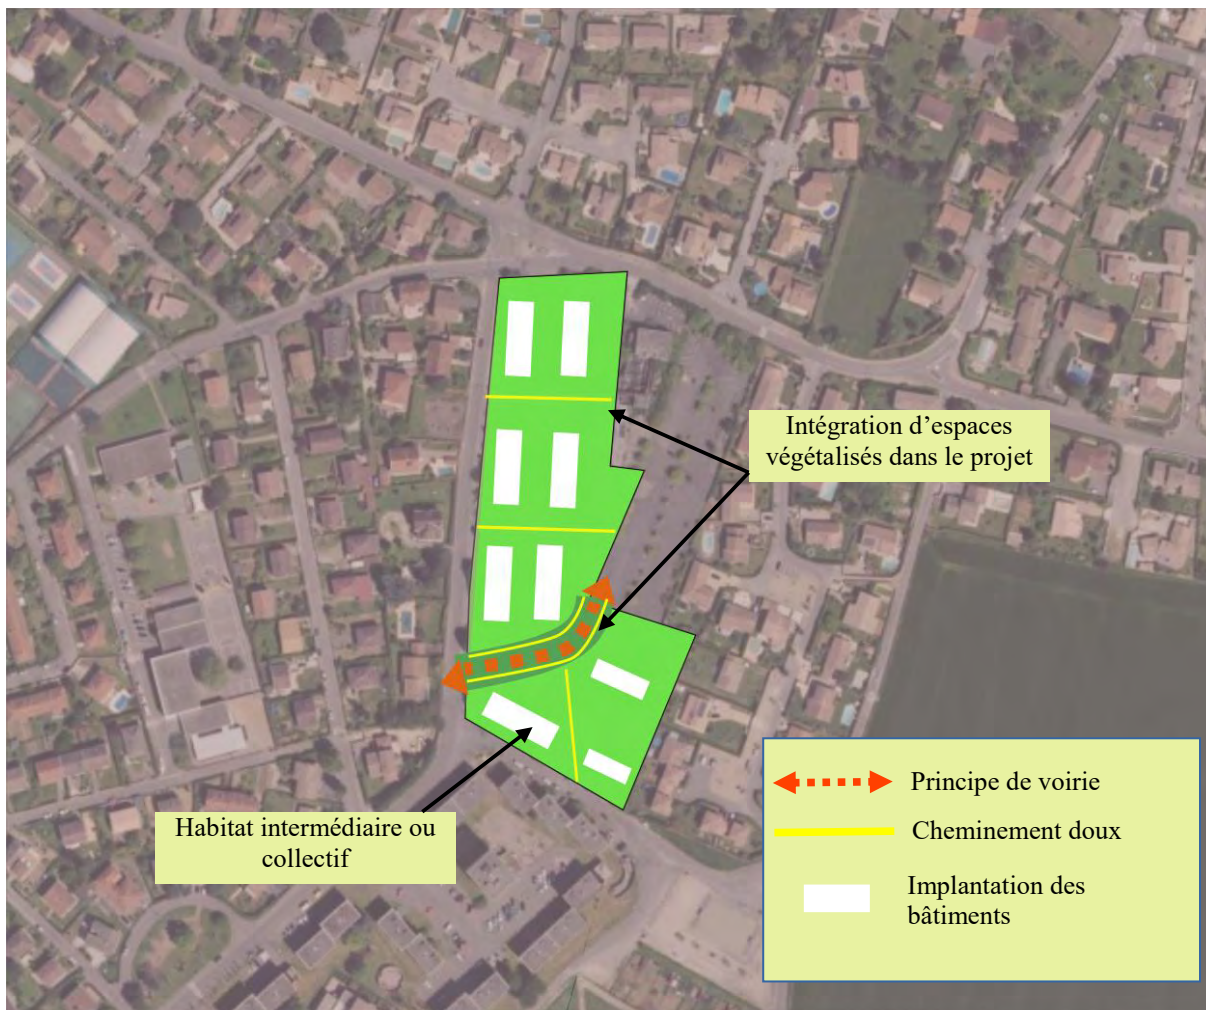 Intégration d’espaces
végétalisés dans le projet
Habitat intermédiaire ou
collectif
Principe de voirie
Cheminement doux
Implantation des
bâtiments